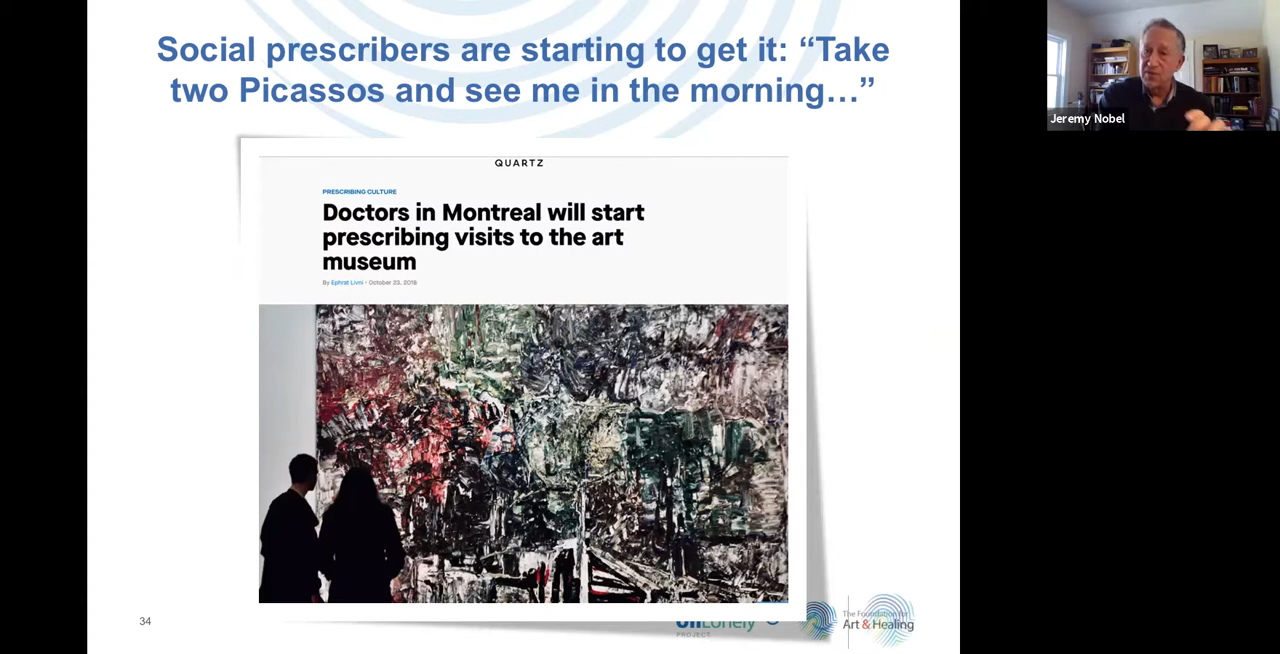 Social prescribers are starting to get it: “Take
two Picassos and see me in the morning…”
QUARTZ
PRESCRIBING CULTURE
Doctors in Montreal will start
prescribing visits to the art
museum
By Ephrat Livni • October 23, 2018
34
Lonely
PROJECT
The Foundation for
Art & Healing
Jeremy Nobel